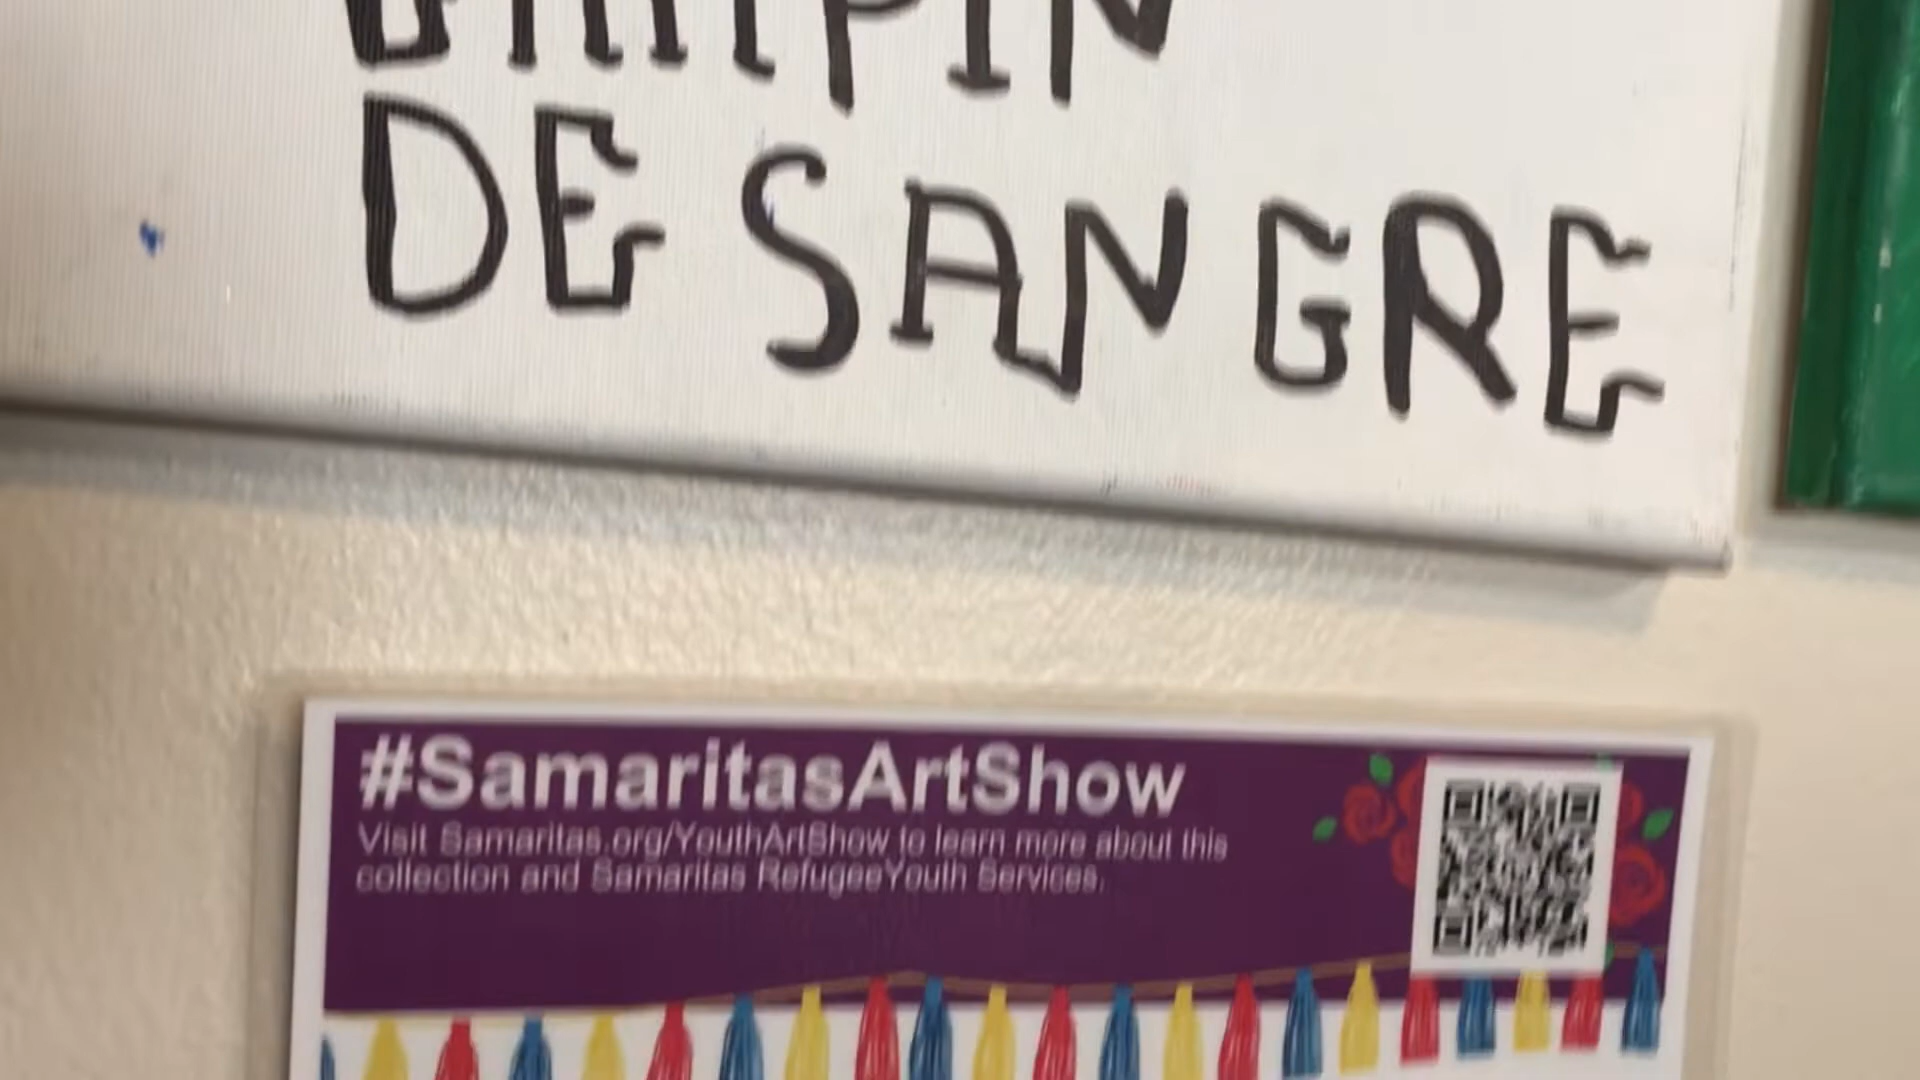 DE SANGRE
#SamaritasArtShow
Visit Samaritas.org/YouthArtShow to learn more about this
collection and Samaritas RefugeeYouth Services.